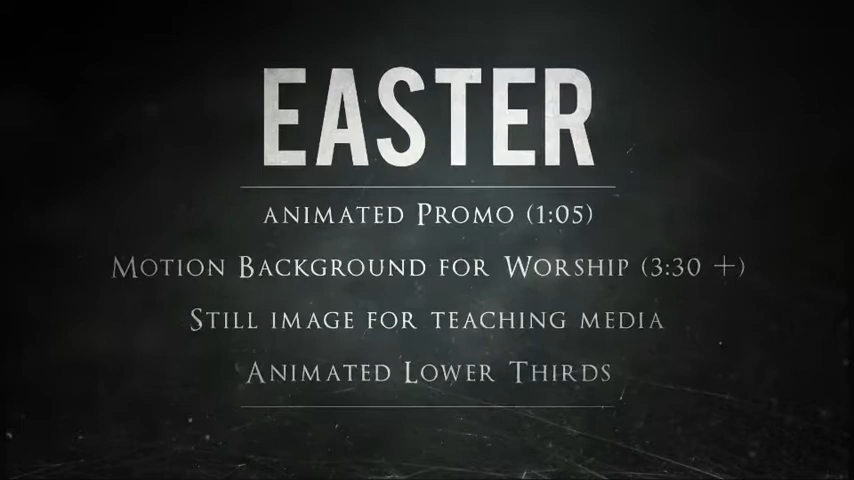 EASTER
ANIMATED PROMO (1:05)
MOTION BACKGROUND FOR WORSHIP (3:30 +)
STILL IMAGE FOR TEACHING MEDIA
ANIMATED LOWER THIRDS